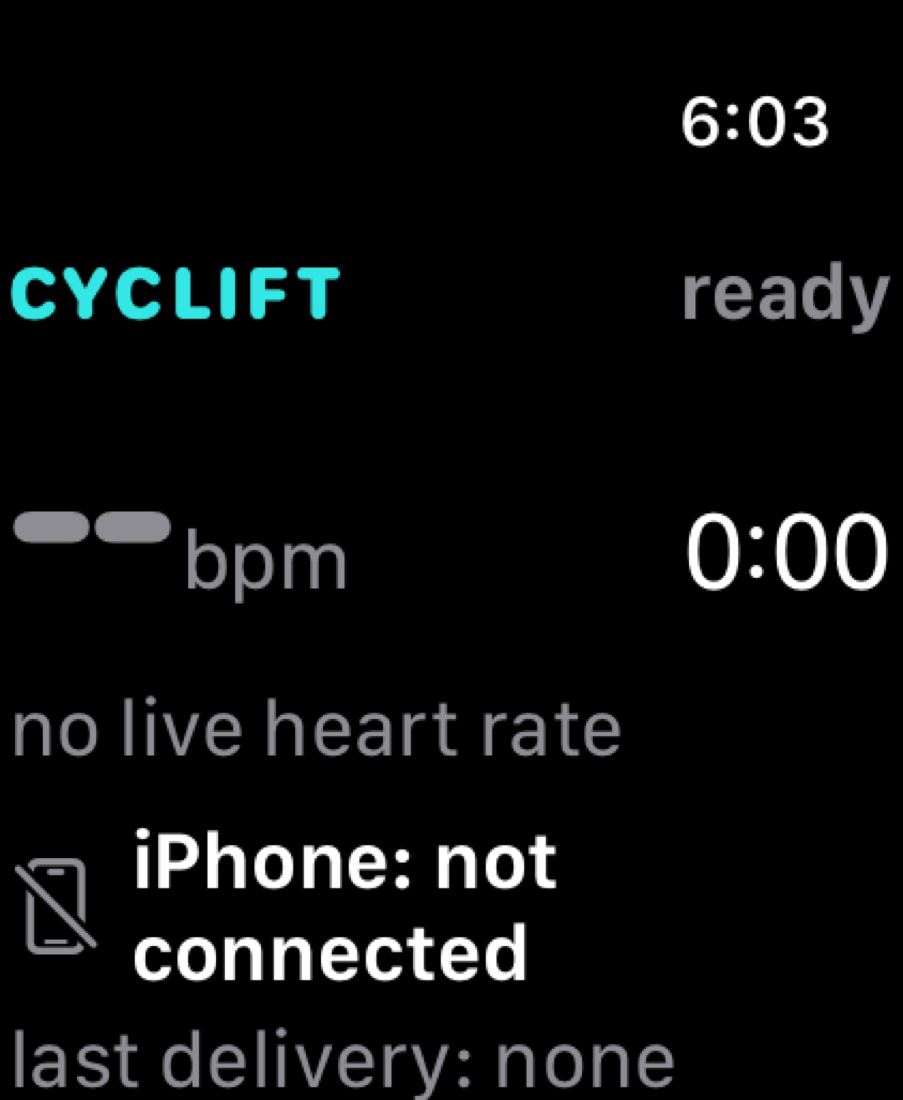 6:03
CYCLIFT ready
-- bpm 0:00
no live heart rate
iPhone: not
connected
last delivery: none